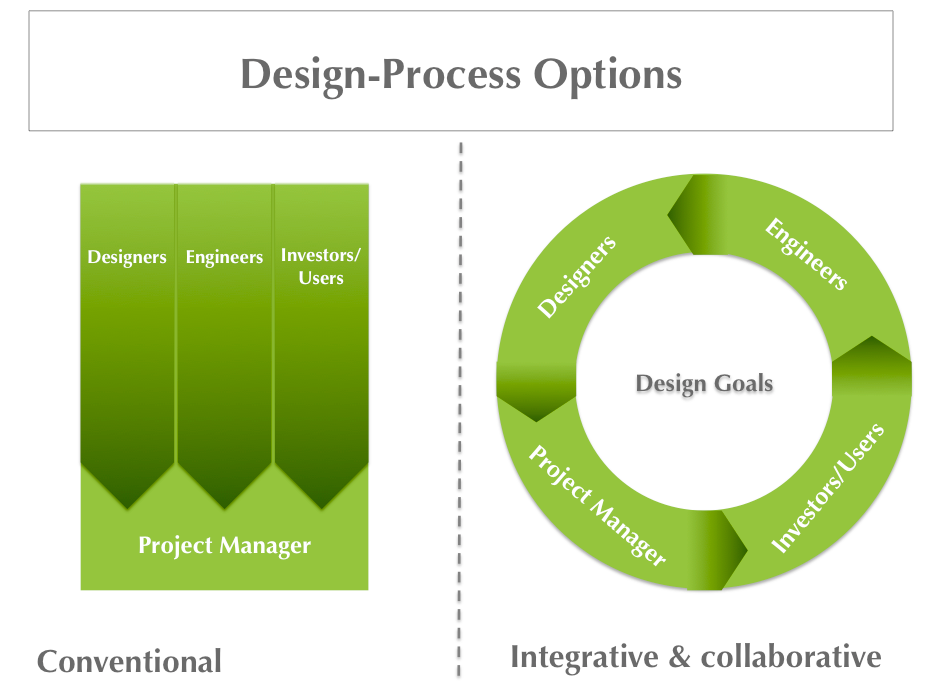 Design-Process Options
Designers
Engineers
Investors/
Users
Project Manager
Conventional
Designers
Engineers
Design Goals
Project Manager
Investors/Users
Integrative & collaborative